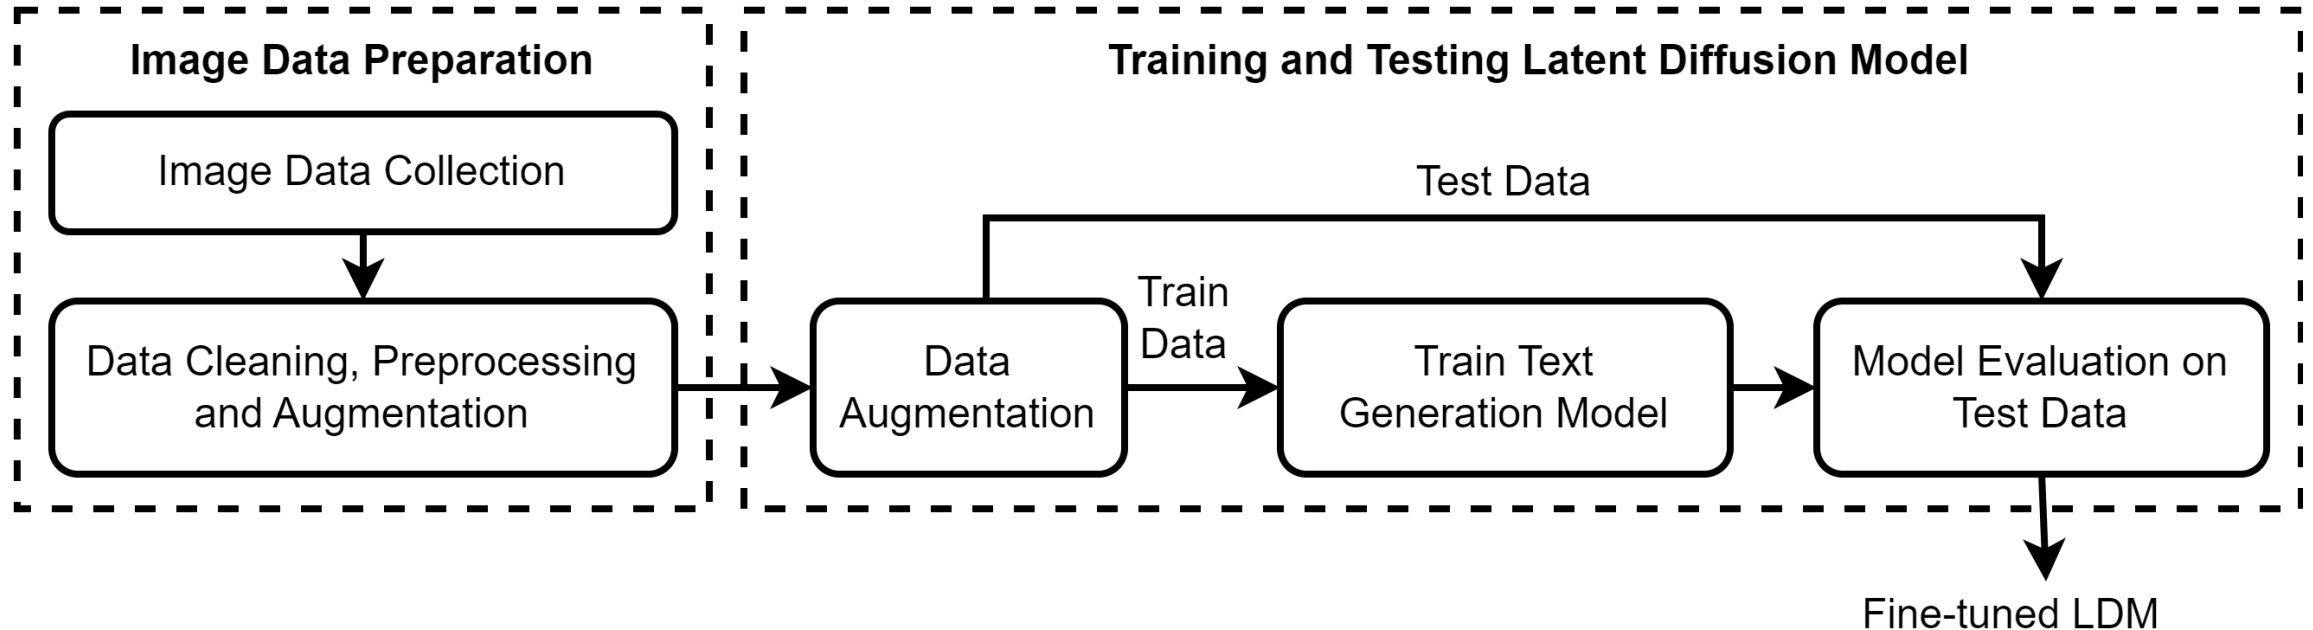 Image Data Preparation
Image Data Collection
Data Cleaning, Preprocessing
and Augmentation
Training and Testing Latent Diffusion Model
Test Data
Data
Augmentation
Train
Data
Train Text
Generation Model
Model Evaluation on
Test Data
Fine-tuned LDM